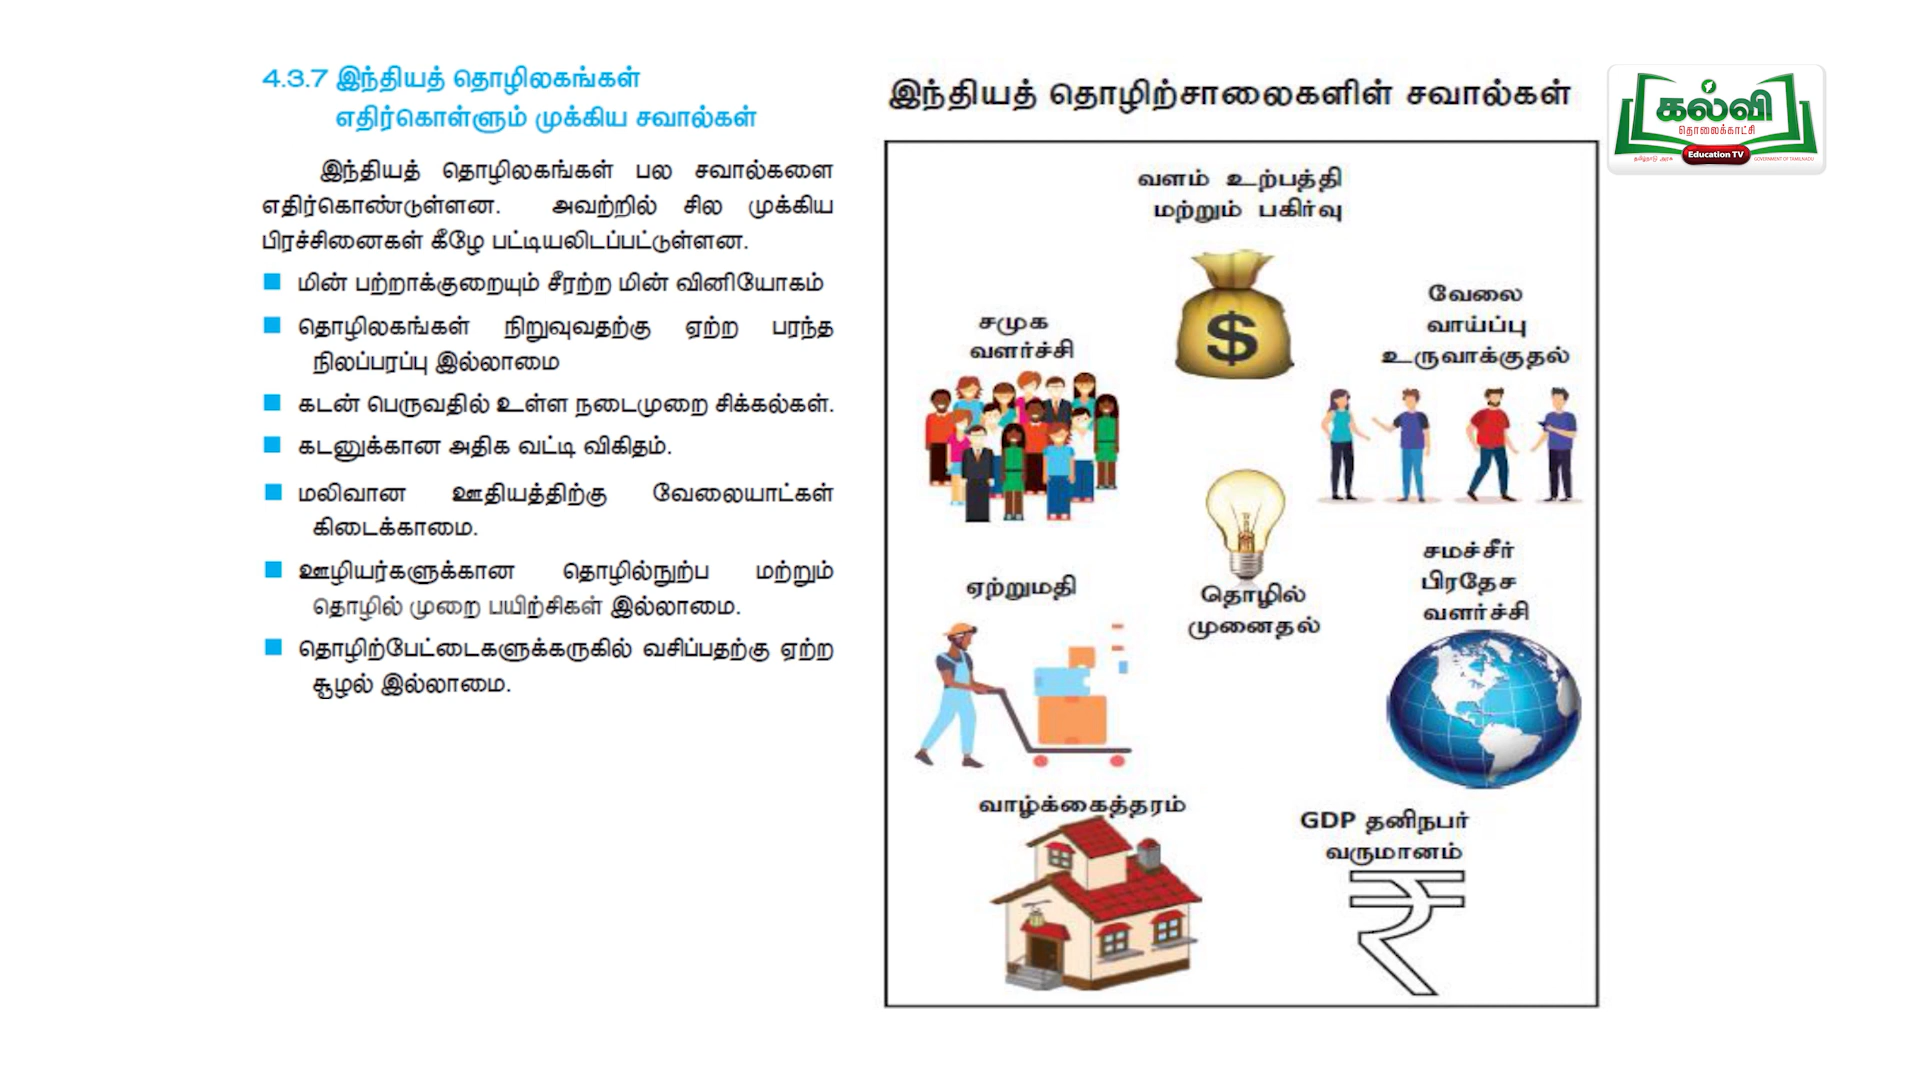 4.3.7 இந்தியத் தொழிலகங்கள்
எதிர்கொள்ளும் முக்கிய சவால்கள்
இந்தியத் தொழிலகங்கள் பல சவால்களை
எதிர்கொண்டுள்ளன. அவற்றில் சில முக்கிய
பிரச்சினைகள் கீழே பட்டியலிடப்பட்டுள்ளன.
மின் பற்றாக்குறையும் சீரற்ற மின் வினியோகம்
தொழிலகங்கள் நிறுவுவதற்கு ஏற்ற பரந்த
நிலப்பரப்பு இல்லாமை
கடன் பெருவதில் உள்ள நடைமுறை சிக்கல்கள்.
கடனுக்கான அதிக வட்டி விகிதம்.
மலிவான ஊதியத்திற்கு வேலையாட்கள்
கிடைக்காமை.
ஊழியர்களுக்கான தொழில்நுற்ப மற்றும்
தொழில் முறை பயிற்சிகள் இல்லாமை.
தொழிற்பேட்டைகளுக்கருகில் வசிப்பதற்கு ஏற்ற
சூழல் இல்லாமை.
இந்தியத் தொழிற்சாலைகளின் சவால்கள்
வளம் உற்பத்தி
மற்றும் பகிர்வு
சமுக
வளர்ச்சி
வேலை
வாய்ப்பு
உருவாக்குதல்
$
ஏற்றுமதி
தொழில்
முனைதல்
சமச்சீர்
பிரதேச
வளர்ச்சி
வாழ்க்கைத்தரம்
GDP தனிநபர்
வருமானம்
₹
கல்வி
தொலைக்காட்சி
தமிழ்நாடு அரசு
Education TV
GOVERNMENT OF TAMILNADU